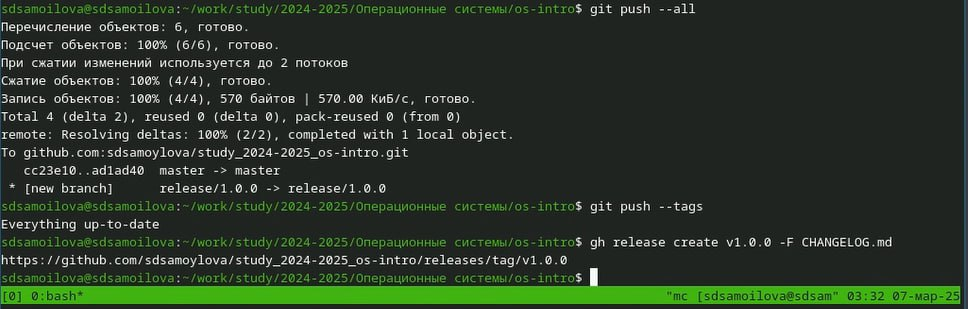 sdsamoilova@sdsamoilova:~/work/study/2024-2025/Операционные системы/os-intro$ git push --all
Перечисление объектов: 6, готово.
Подсчет объектов: 100% (6/6), готово.
При сжатии изменений используется до 2 потоков
Сжатие объектов: 100% (4/4), готово.
Запись объектов: 100% (4/4), 570 байтов | 570.00 КиБ/с, готово.
Total 4 (delta 2), reused 0 (delta 0), pack-reused 0 (from 0)
remote: Resolving deltas: 100% (2/2), completed with 1 local object.
To github.com:sdsamoylova/study_2024-2025_os-intro.git
   cc23e10..ad1ad40  master -> master
 * [new branch]      release/1.0.0 -> release/1.0.0
sdsamoilova@sdsamoilova:~/work/study/2024-2025/Операционные системы/os-intro$ git push --tags
Everything up-to-date
sdsamoilova@sdsamoilova:~/work/study/2024-2025/Операционные системы/os-intro$ gh release create v1.0.0 -F CHANGELOG.md
https://github.com/sdsamoylova/study_2024-2025_os-intro/releases/tag/v1.0.0
sdsamoilova@sdsamoilova:~/work/study/2024-2025/Операционные системы/os-intro$
[0] 0:bash* "mc [sdsamoilova@sdsam" 03:32 07-мар-25